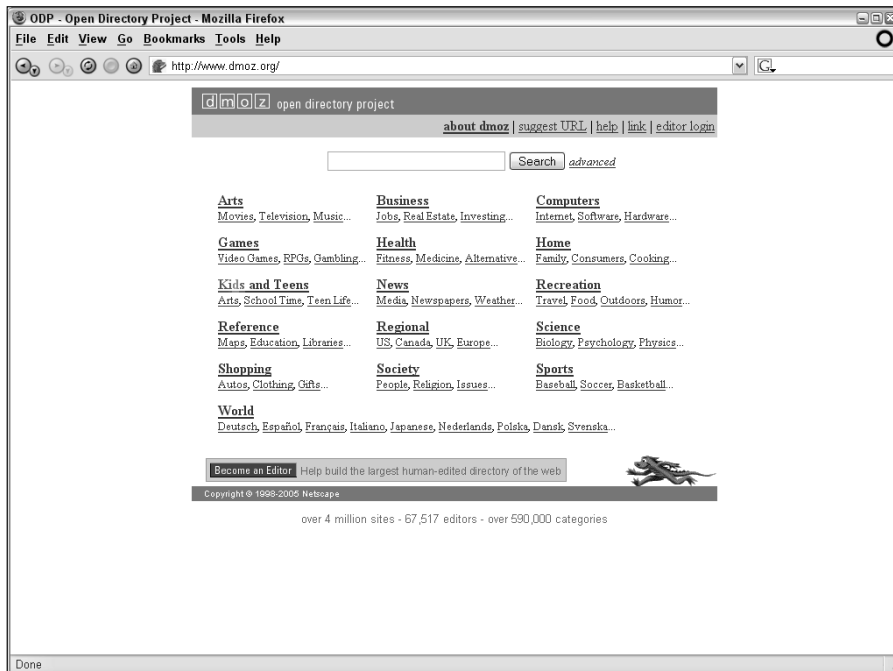 ODP - Open Directory Project - Mozilla Firefox
File Edit View Go Bookmarks Tools Help
http://www.dmoz.org/ G
dmoz open directory project
about dmoz | suggest URL | help | link | editor login
Search advanced
Arts Business Computers
Movies, Television, Music... Jobs, Real Estate, Investing... Internet, Software, Hardware...
Games Health Home
Video Games, RPGs, Gambling... Fitness, Medicine, Alternative... Family, Consumers, Cooking...
Kids and Teens News Recreation
Arts, School Time, Teen Life... Media, Newspapers, Weather... Travel, Food, Outdoors, Humor...
Reference Regional Science
Maps, Education, Libraries... US, Canada, UK, Europe... Biology, Psychology, Physics...
Shopping Society Sports
Autos, Clothing, Gifts... People, Religion, Issues... Baseball, Soccer, Basketball...
World
Deutsch, Español, Français, Italiano, Japanese, Nederlands, Polska, Dansk, Svenska...
Become an Editor Help build the largest human-edited directory of the web
Copyright © 1998-2005 Netscape
over 4 million sites - 67,517 editors - over 590,000 categories
Done